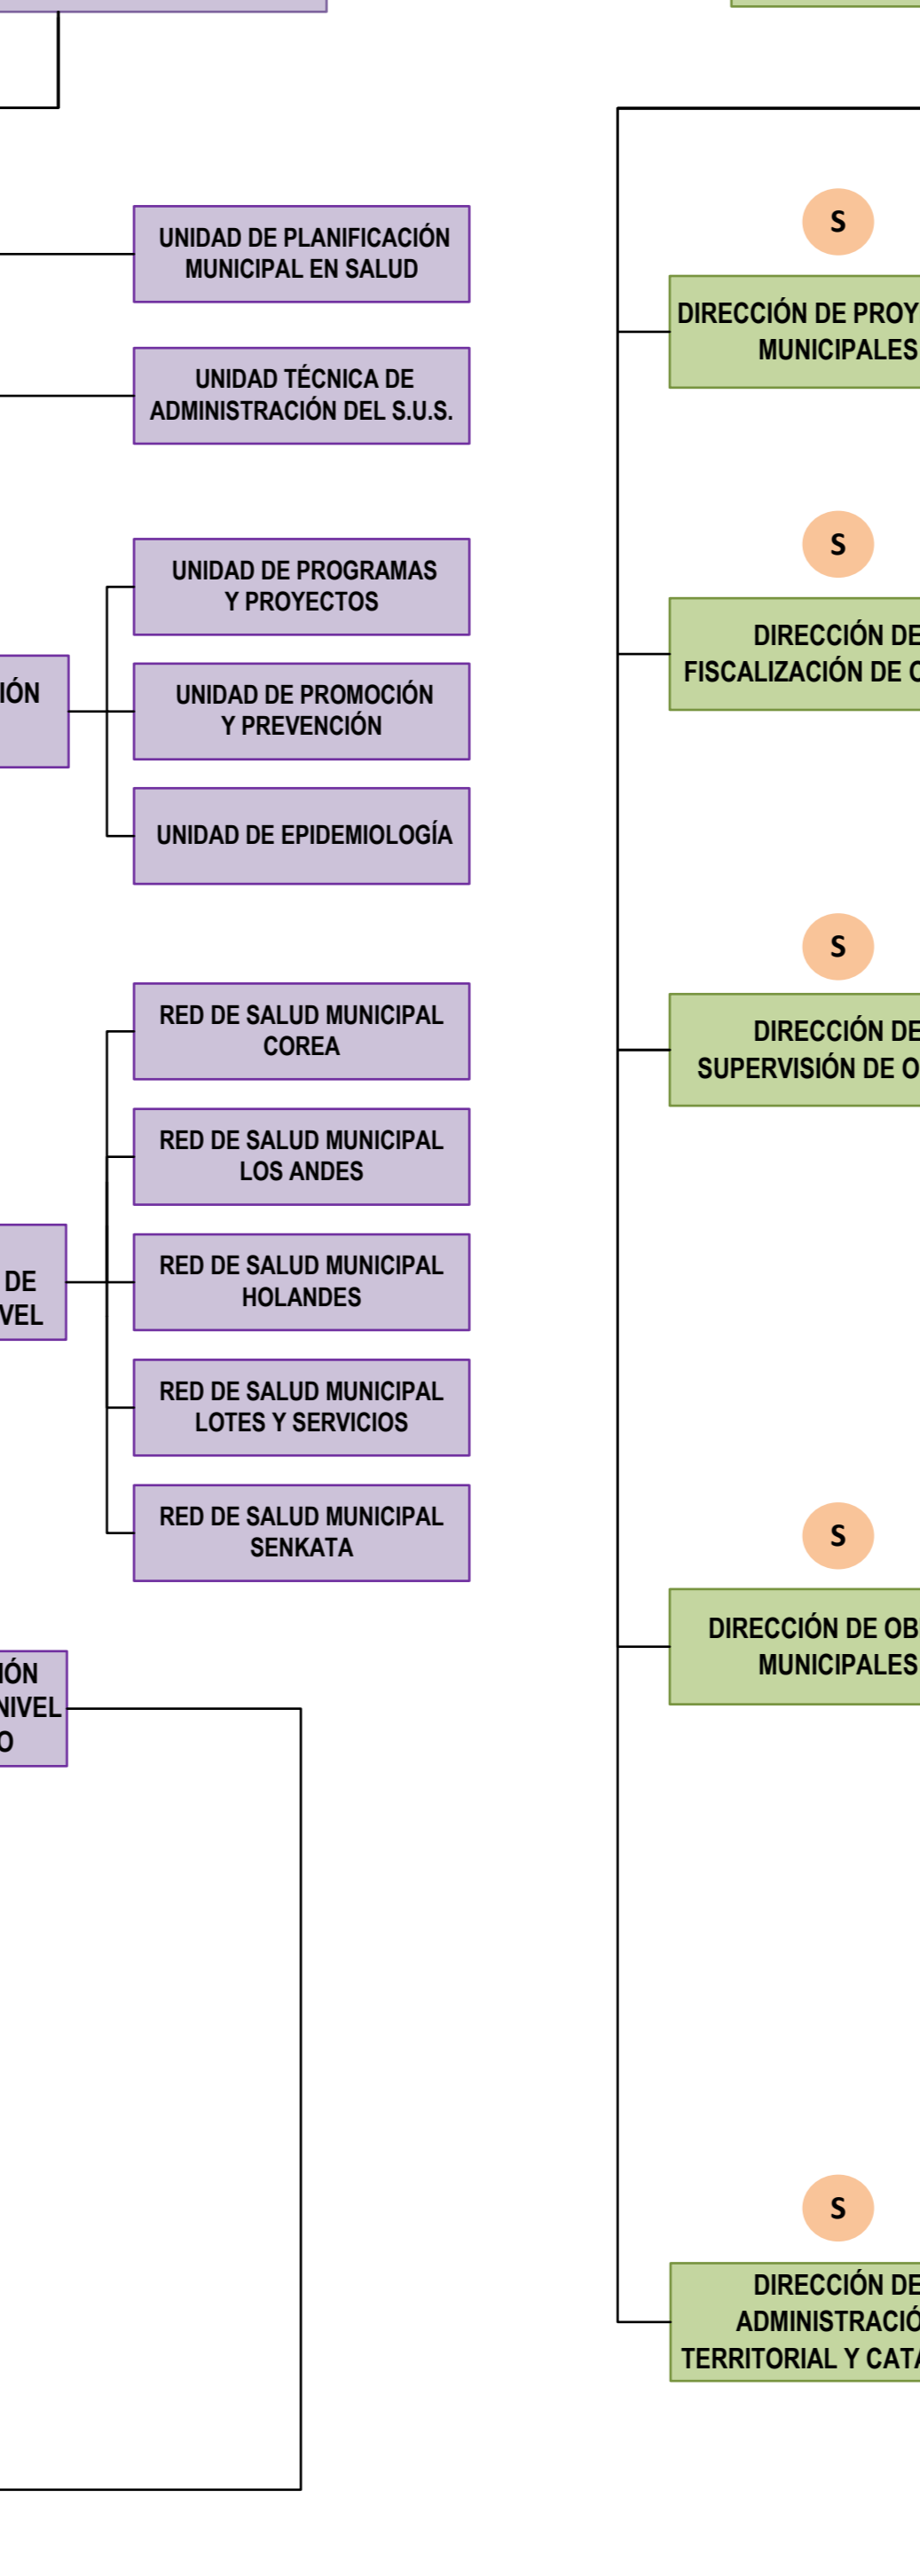 UNIDAD DE PLANIFICACIÓN
MUNICIPAL EN SALUD
UNIDAD TÉCNICA DE
ADMINISTRACIÓN DEL S.U.S.
UNIDAD DE PROGRAMAS
Y PROYECTOS
IÓN
UNIDAD DE PROMOCIÓN
Y PREVENCIÓN
UNIDAD DE EPIDEMIOLOGÍA
RED DE SALUD MUNICIPAL
COREA
RED DE SALUD MUNICIPAL
LOS ANDES
DE
VEL
RED DE SALUD MUNICIPAL
HOLANDES
RED DE SALUD MUNICIPAL
LOTES Y SERVICIOS
RED DE SALUD MUNICIPAL
SENKATA
IÓN
NIVEL
O
S
DIRECCIÓN DE PROY
MUNICIPALES
S
DIRECCIÓN DE
FISCALIZACIÓN DE
S
DIRECCIÓN DE
SUPERVISIÓN DE O
S
DIRECCIÓN DE OB
MUNICIPALES
S
DIRECCIÓN DE
ADMINISTRACIÓ
TERRITORIAL Y CATA